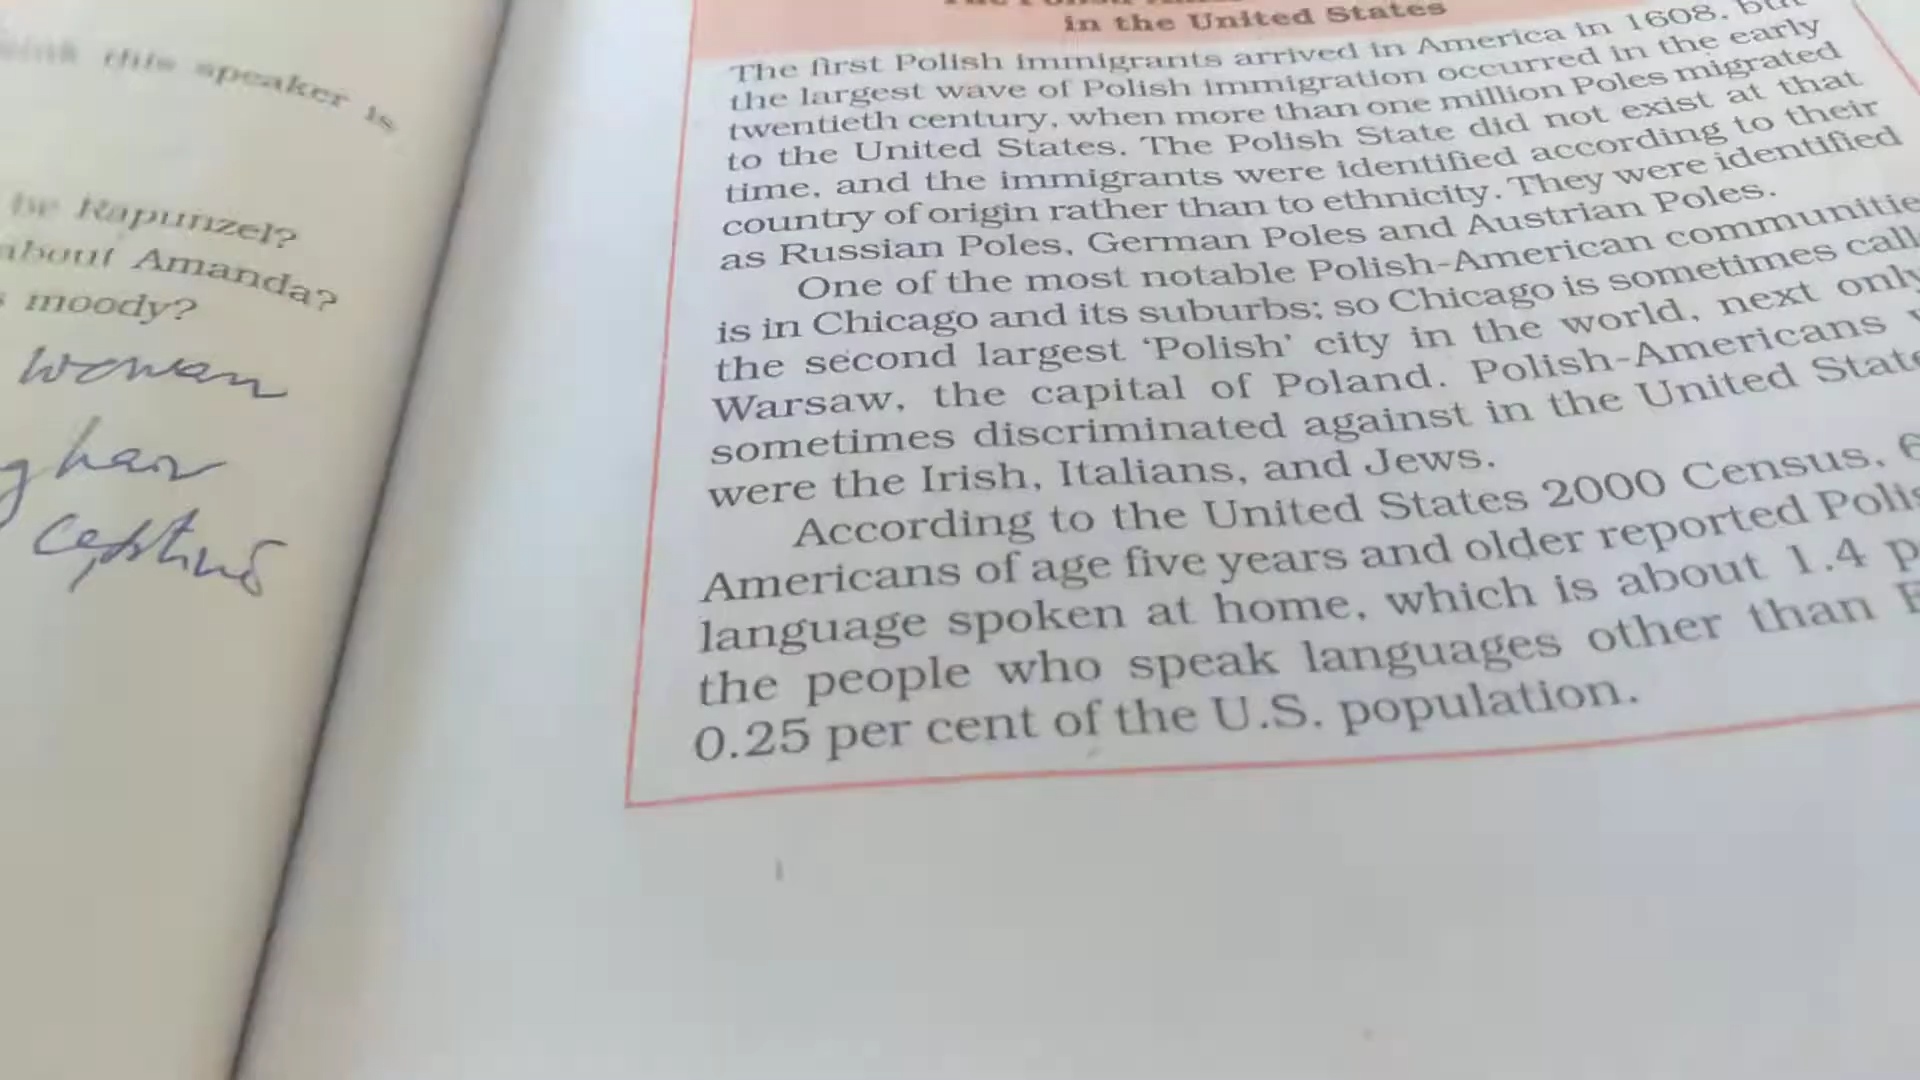 this speaker is
be Rapunzel?
about Amanda?
moody?
woman
in the United States
The first Polish immigrants arrived in America in 1608, but
the largest wave of Polish immigration occurred in the early
twentieth century, when more than one million Poles migrated
to the United States. The Polish State did not exist at that
time, and the immigrants were identified according to their
country of origin rather than to ethnicity. They were identified
as Russian Poles, German Poles and Austrian Poles.
One of the most notable Polish-American
is in Chicago and its suburbs; so Chicago is sometimes
the second largest ‘Polish’ city in the world, next only
Warsaw, the capital of Poland. Polish-Americans
sometimes discriminated against in the United
were the Irish, Italians, and Jews.
According to the United States 2000 Census,
Americans of age five years and older reported
language spoken at home, which is about 1.4
the people who speak languages other than
0.25 per cent of the U.S. population.